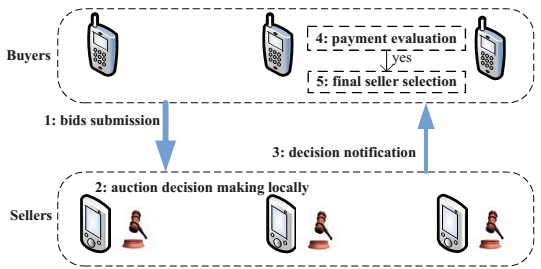 4: payment evaluation
Buyers
yes
5: final seller selection
1: bids submission
3: decision notification
2: auction decision making locally
Sellers